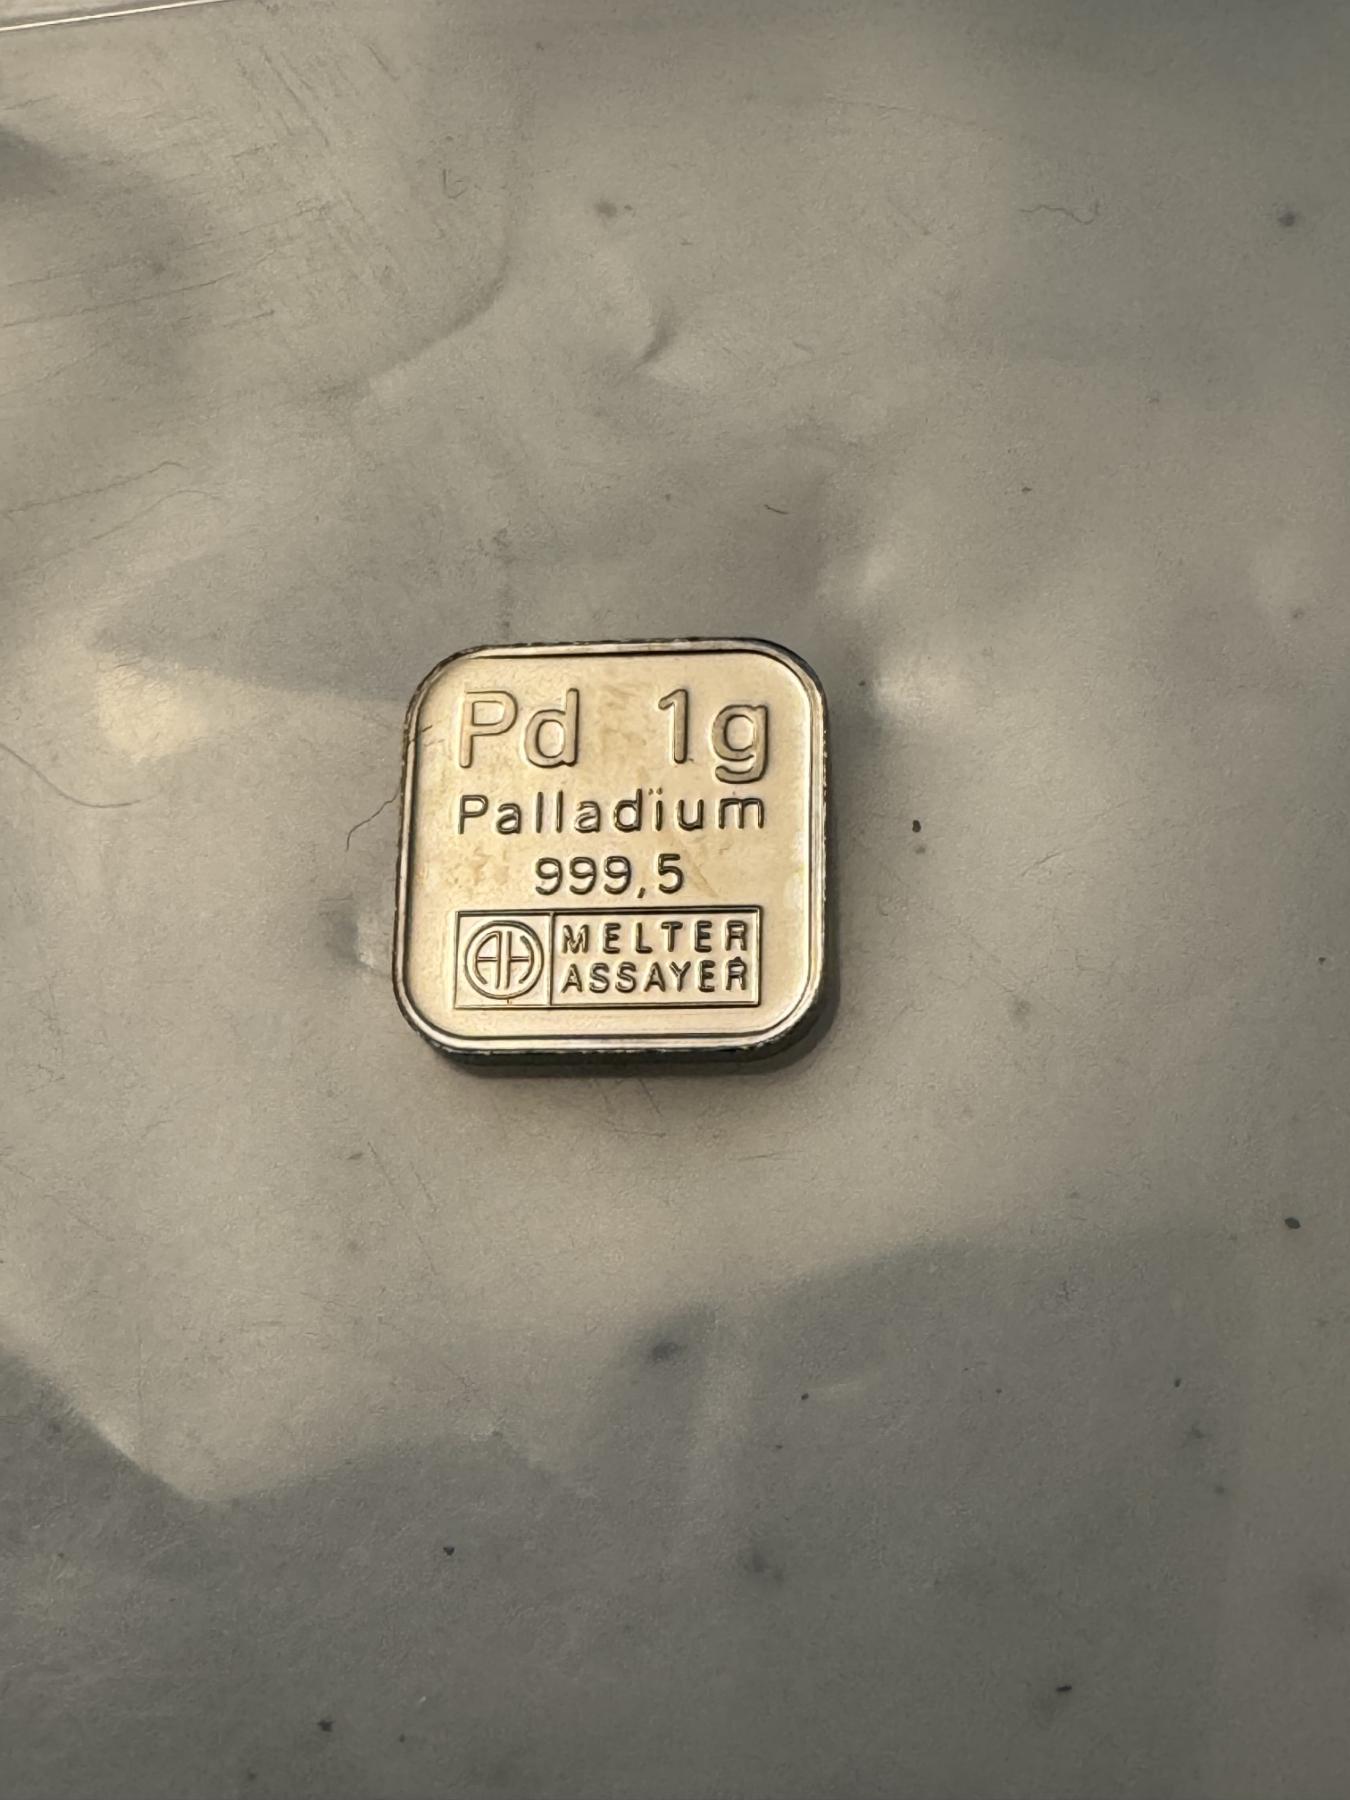 Pd 1g
Palladium
999,5
AH MELTER
ASSAYER